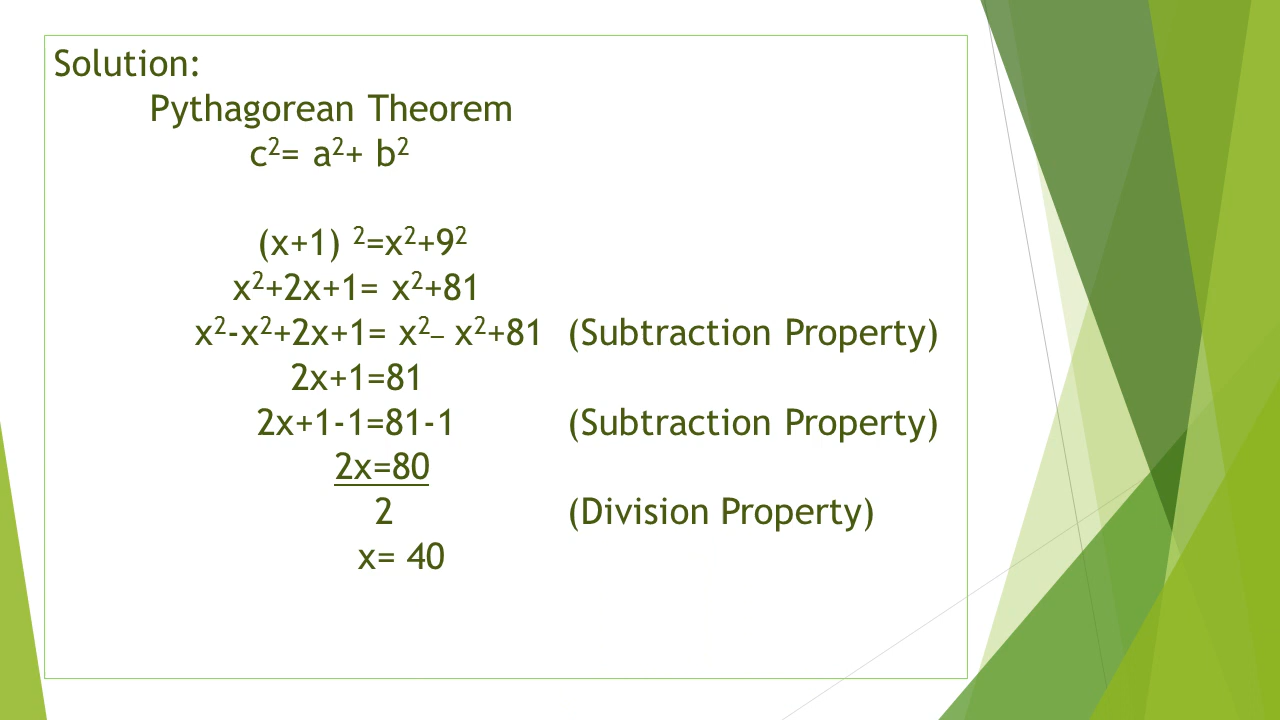 Solution:
Pythagorean Theorem
c²= a²+ b²
(x+1) ²=x²+9²
x²+2x+1= x²+81
x²-x²+2x+1= x²– x²+81 (Subtraction Property)
2x+1=81
2x+1-1=81-1 (Subtraction Property)
2x=80
2 (Division Property)
x= 40